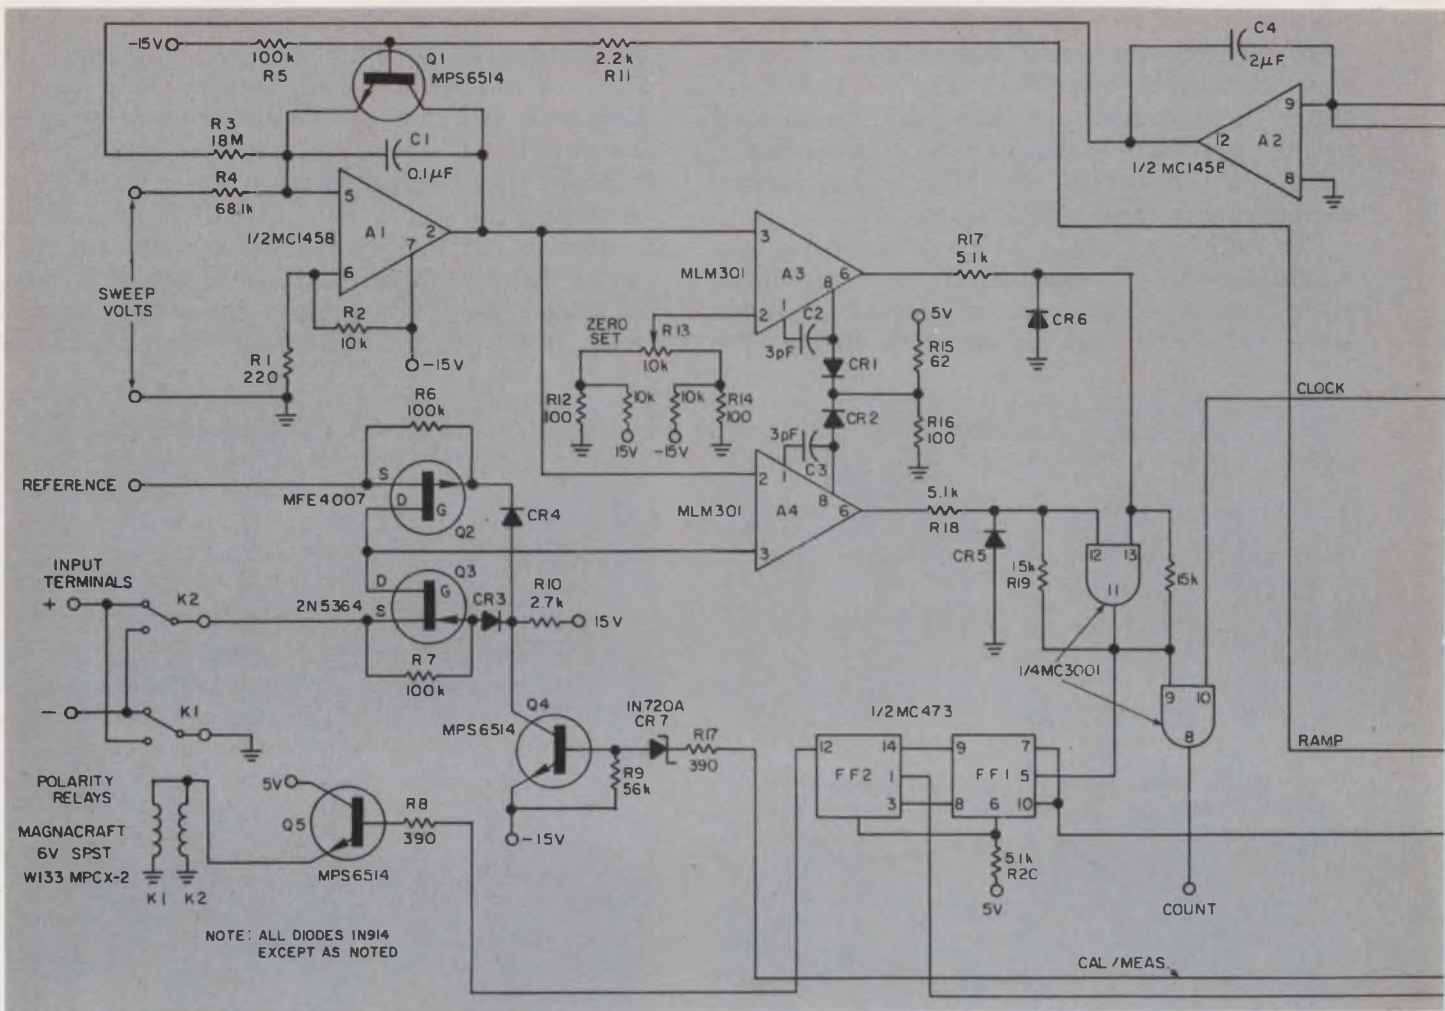 -15V
100k
R5
Q1
MPS6514
2.2k
R11
C4
2µF
R3
18M
C1
0.1µF
R4
68.1k
5
A1
2
7
6
1/2MC1458
9
12
A2
8
1/2 MC1458
SWEEP
VOLTS
R2
10k
-15V
R1
220
3
MLM301
A3
6
8
1
2
C2
3pF
ZERO
SET
R13
10k
R12
100
10k
15V
10k
-15V
R14
100
CR1
CR2
5V
R15
62
R16
100
R17
5.1k
CR6
CLOCK
3pF
C3
2
1
8
MLM301
A4
6
3
5.1k
R18
CR5
R6
100k
REFERENCE
S
D
G
MFE4007
Q2
CR4
INPUT
TERMINALS
+
K2
2N5364
D
G
S
Q3
CR3
R10
2.7k
15V
R7
100k
-
K1
12
13
11
15k
R19
15k
1/4MC3001
9
10
8
Q4
MPS6514
1N720A
CR7
R17
390
R9
56k
-15V
1/2MC473
12
14
FF2
1
3
9
7
FF1
5
8
6
10
RAMP
5.1k
R20
5V
COUNT
POLARITY
RELAYS
MAGNACRAFT
6V SPST
W133 MPCX-2
K1
K2
5V
Q5
MPS6514
R8
390
NOTE: ALL DIODES 1N914
EXCEPT AS NOTED
CAL/MEAS.